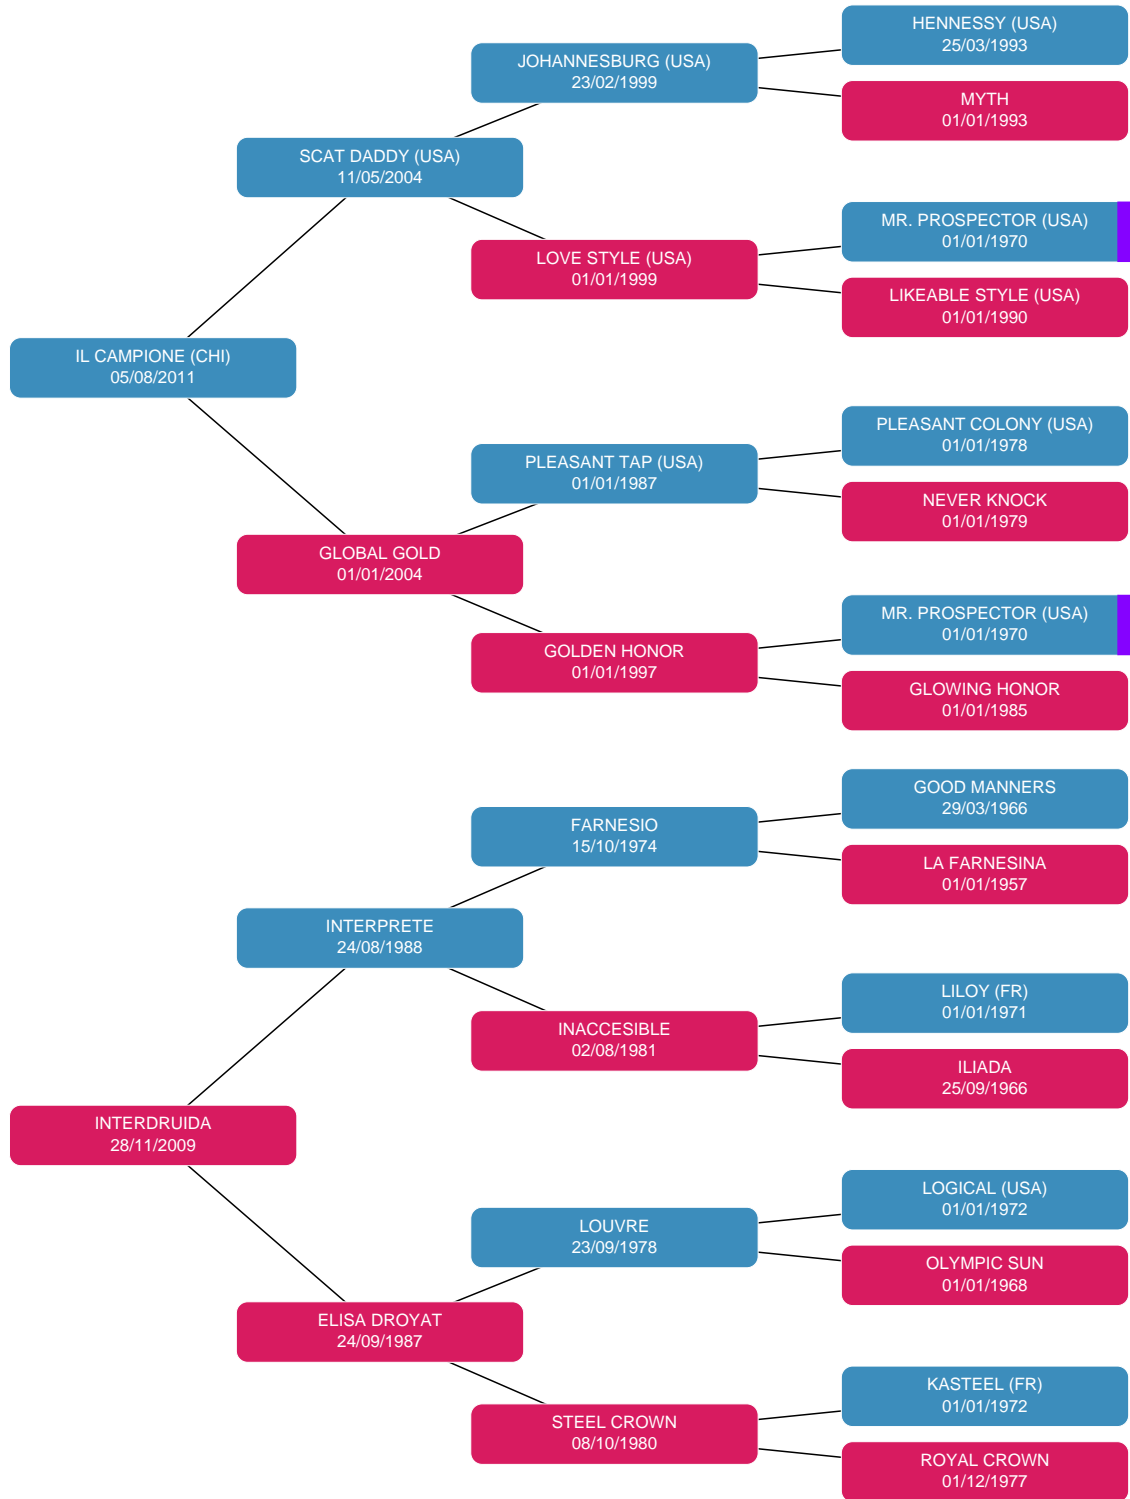 HENNESSY (USA)
25/03/1993
JOHANNESBURG (USA)
23/02/1999
MYTH
01/01/1993
SCAT DADDY (USA)
11/05/2004
MR. PROSPECTOR (USA)
01/01/1970
LOVE STYLE (USA)
01/01/1999
LIKEABLE STYLE (USA)
01/01/1990
IL CAMPIONE (CHI)
05/08/2011
PLEASANT COLONY (USA)
01/01/1978
PLEASANT TAP (USA)
01/01/1987
NEVER KNOCK
01/01/1979
GLOBAL GOLD
01/01/2004
MR. PROSPECTOR (USA)
01/01/1970
GOLDEN HONOR
01/01/1997
GLOWING HONOR
01/01/1985
GOOD MANNERS
29/03/1966
FARNESIO
15/10/1974
LA FARNESINA
01/01/1957
INTERPRETE
24/08/1988
LILOY (FR)
01/01/1971
INACCESIBLE
02/08/1981
ILIADA
25/09/1966
INTERDRUIDA
28/11/2009
LOGICAL (USA)
01/01/1972
LOUVRE
23/09/1978
OLYMPIC SUN
01/01/1968
ELISA DROYAT
24/09/1987
KASTEEL (FR)
01/01/1972
STEEL CROWN
08/10/1980
ROYAL CROWN
01/12/1977